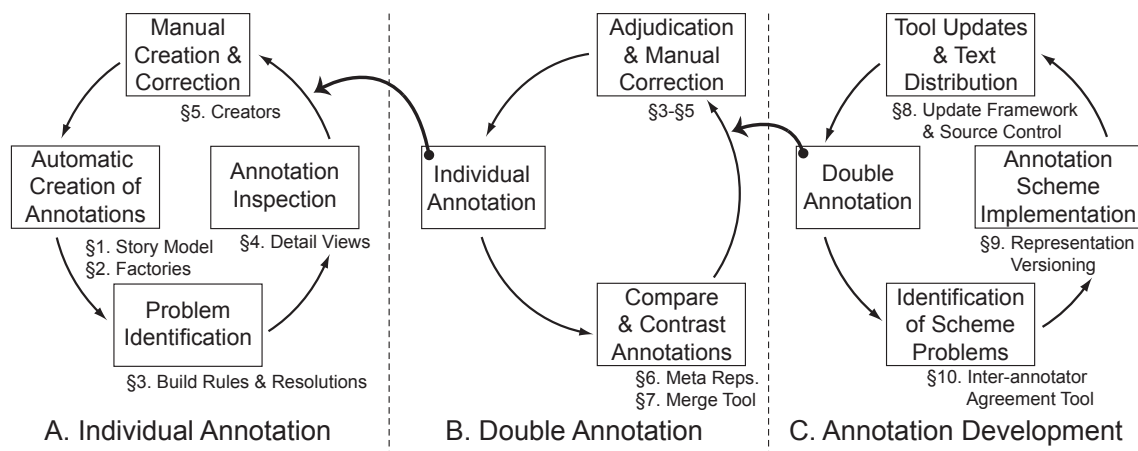 Manual
Creation &
Correction
§5. Creators
Automatic
Creation of
Annotations
§1. Story Model
§2. Factories
Annotation
Inspection
§4. Detail Views
Problem
Identification
§3. Build Rules & Resolutions
A. Individual Annotation
Adjudication
& Manual
Correction
§3-§5
Individual
Annotation
Compare
& Contrast
Annotations
§6. Meta Reps.
§7. Merge Tool
B. Double Annotation
Tool Updates
& Text
Distribution
§8. Update Framework
& Source Control
Double
Annotation
Annotation
Scheme
Implementation
§9. Representation
Versioning
Identification
of Scheme
Problems
§10. Inter-annotator
Agreement Tool
C. Annotation Development